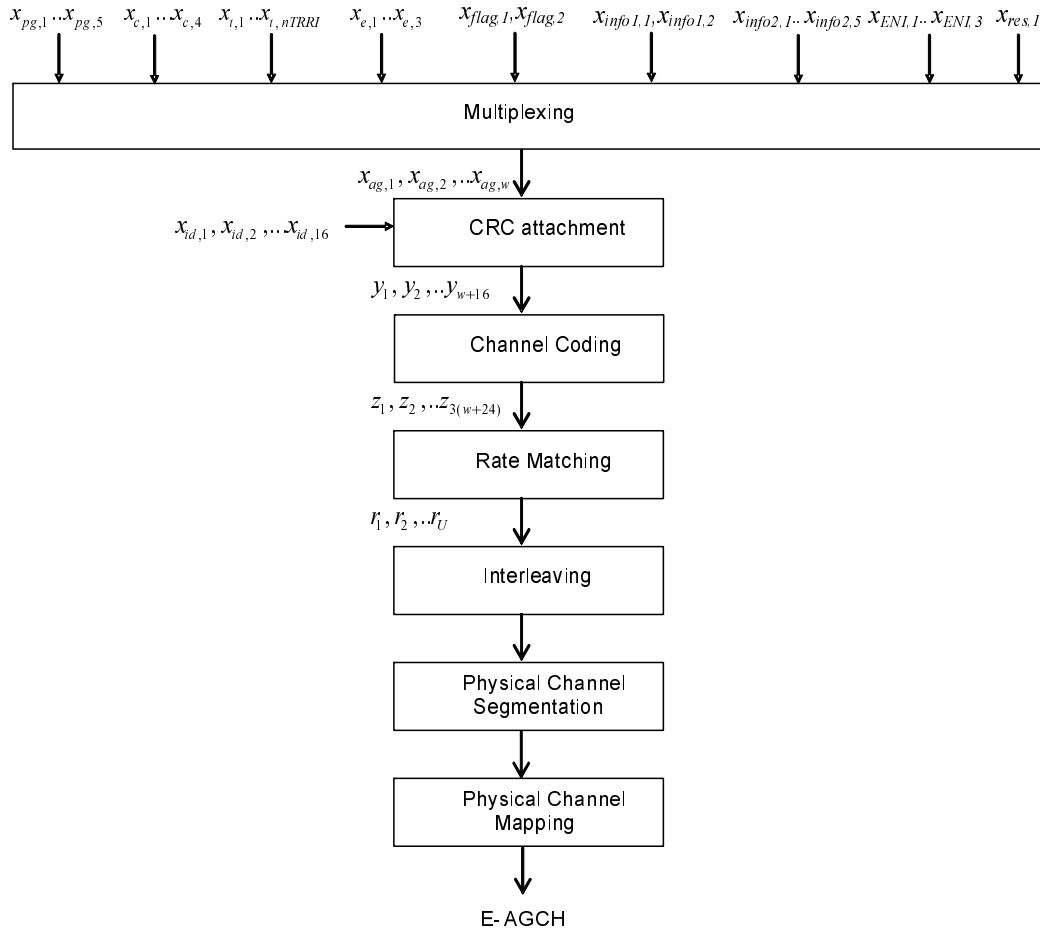 x_{pg,1} .. x_{pg,5} x_{c,1} .. x_{c,4} x_{t,1} .. x_{t,nTRRI} x_{e,1} .. x_{e,3} x_{flag,1}, x_{flag,2} x_{info1,1}, x_{info1,2} x_{info2,1} .. x_{info2,5} x_{ENI,1} .. x_{ENI,3} x_{res,1}
Multiplexing
x_{ag,1}, x_{ag,2}, .. x_{ag,w}
x_{id,1}, x_{id,2}, .. x_{id,16}
CRC attachment
y_1, y_2, .. y_{w+16}
Channel Coding
z_1, z_2, .. z_{3(w+24)}
Rate Matching
r_1, r_2, .. r_U
Interleaving
Physical Channel
Segmentation
Physical Channel
Mapping
E- AGCH